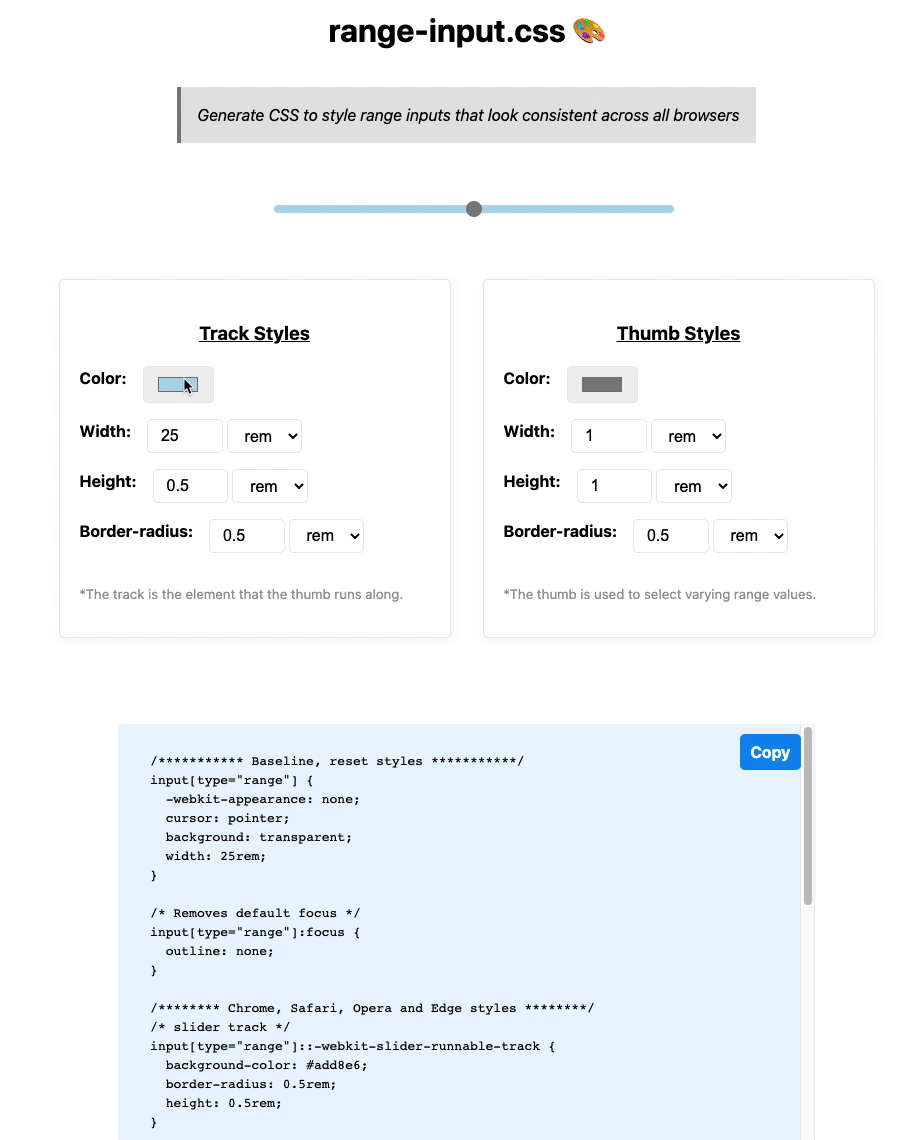 range-input.css 🎨
Generate CSS to style range inputs that look consistent across all browsers
Track Styles
Color:
Width: 25 rem
Height: 0.5 rem
Border-radius: 0.5 rem
*The track is the element that the thumb runs along.
Thumb Styles
Color:
Width: 1 rem
Height: 1 rem
Border-radius: 0.5 rem
*The thumb is used to select varying range values.
Copy
/*********** Baseline, reset styles ***********/
input[type="range"] {
  -webkit-appearance: none;
  cursor: pointer;
  background: transparent;
  width: 25rem;
}

/* Removes default focus */
input[type="range"]:focus {
  outline: none;
}

/******** Chrome, Safari, Opera and Edge styles ********/
/* slider track */
input[type="range"]::-webkit-slider-runnable-track {
  background-color: #add8e6;
  border-radius: 0.5rem;
  height: 0.5rem;
}